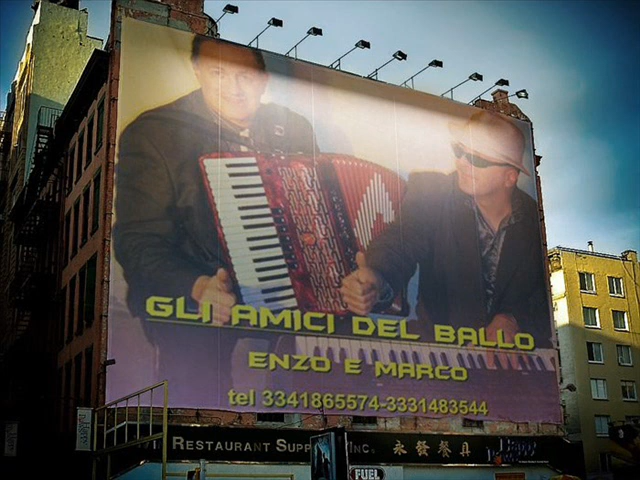 GLI AMICI DEL BALLO
ENZO E MARCO
tel 3341865574-3331483544
RESTAURANT SUPP INC. 永發餐具
FUEL